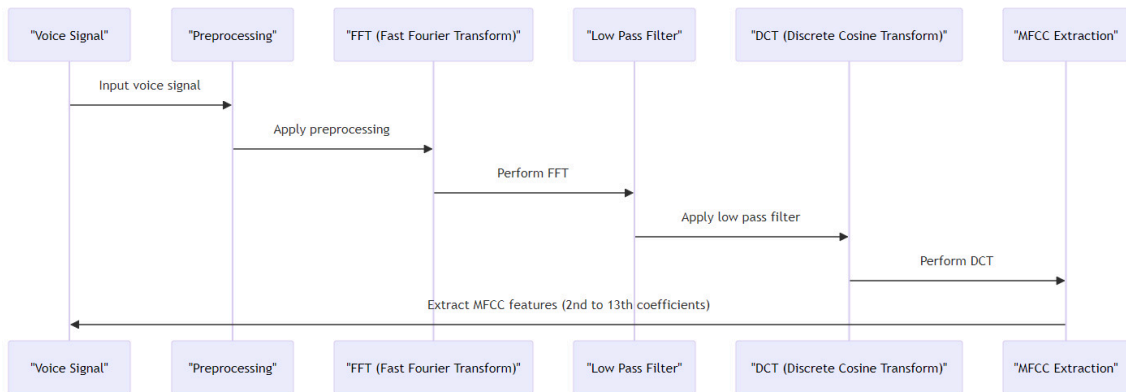 "Voice Signal"
"Preprocessing"
"FFT (Fast Fourier Transform)"
"Low Pass Filter"
"DCT (Discrete Cosine Transform)"
"MFCC Extraction"
Input voice signal
Apply preprocessing
Perform FFT
Apply low pass filter
Perform DCT
Extract MFCC features (2nd to 13th coefficients)
"Voice Signal"
"Preprocessing"
"FFT (Fast Fourier Transform)"
"Low Pass Filter"
"DCT (Discrete Cosine Transform)"
"MFCC Extraction"